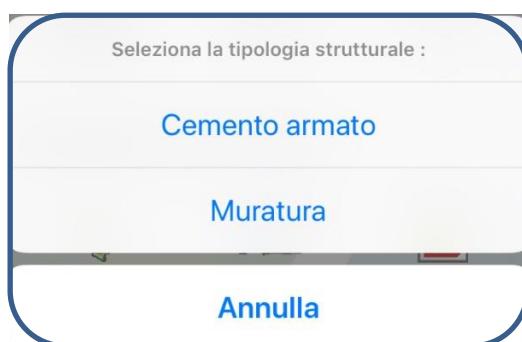 Seleziona la tipologia strutturale :
Cemento armato
Muratura
Annulla